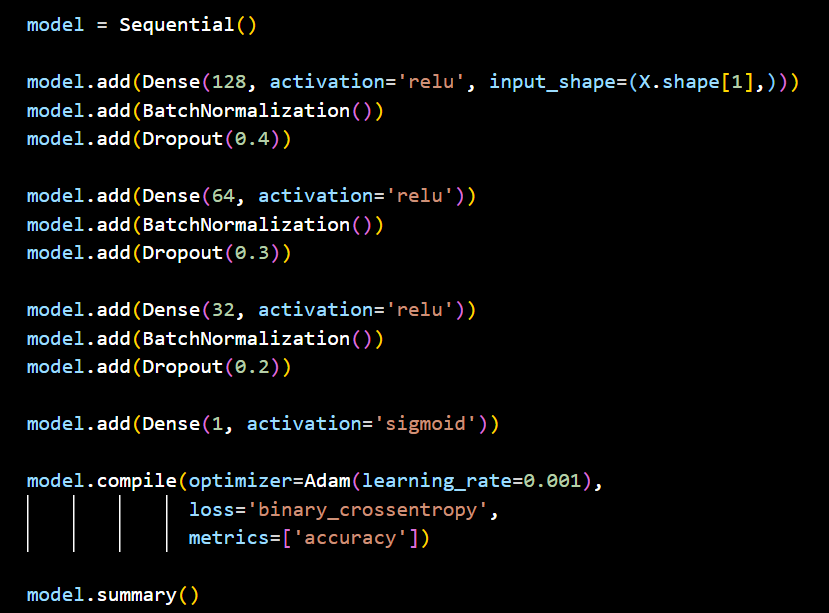 model = Sequential()
model.add(Dense(128, activation='relu', input_shape=(X.shape[1],)))
model.add(BatchNormalization())
model.add(Dropout(0.4))
model.add(Dense(64, activation='relu'))
model.add(BatchNormalization())
model.add(Dropout(0.3))
model.add(Dense(32, activation='relu'))
model.add(BatchNormalization())
model.add(Dropout(0.2))
model.add(Dense(1, activation='sigmoid'))
model.compile(optimizer=Adam(learning_rate=0.001),
loss='binary_crossentropy',
metrics=['accuracy'])
model.summary()